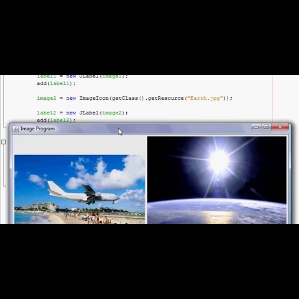 label1 = new JLabel(image1);
add(label1);
image2 = new ImageIcon(getClass().getResource("Earth.jpg"));
label2 = new JLabel(image2);
add(label2);
Image Program